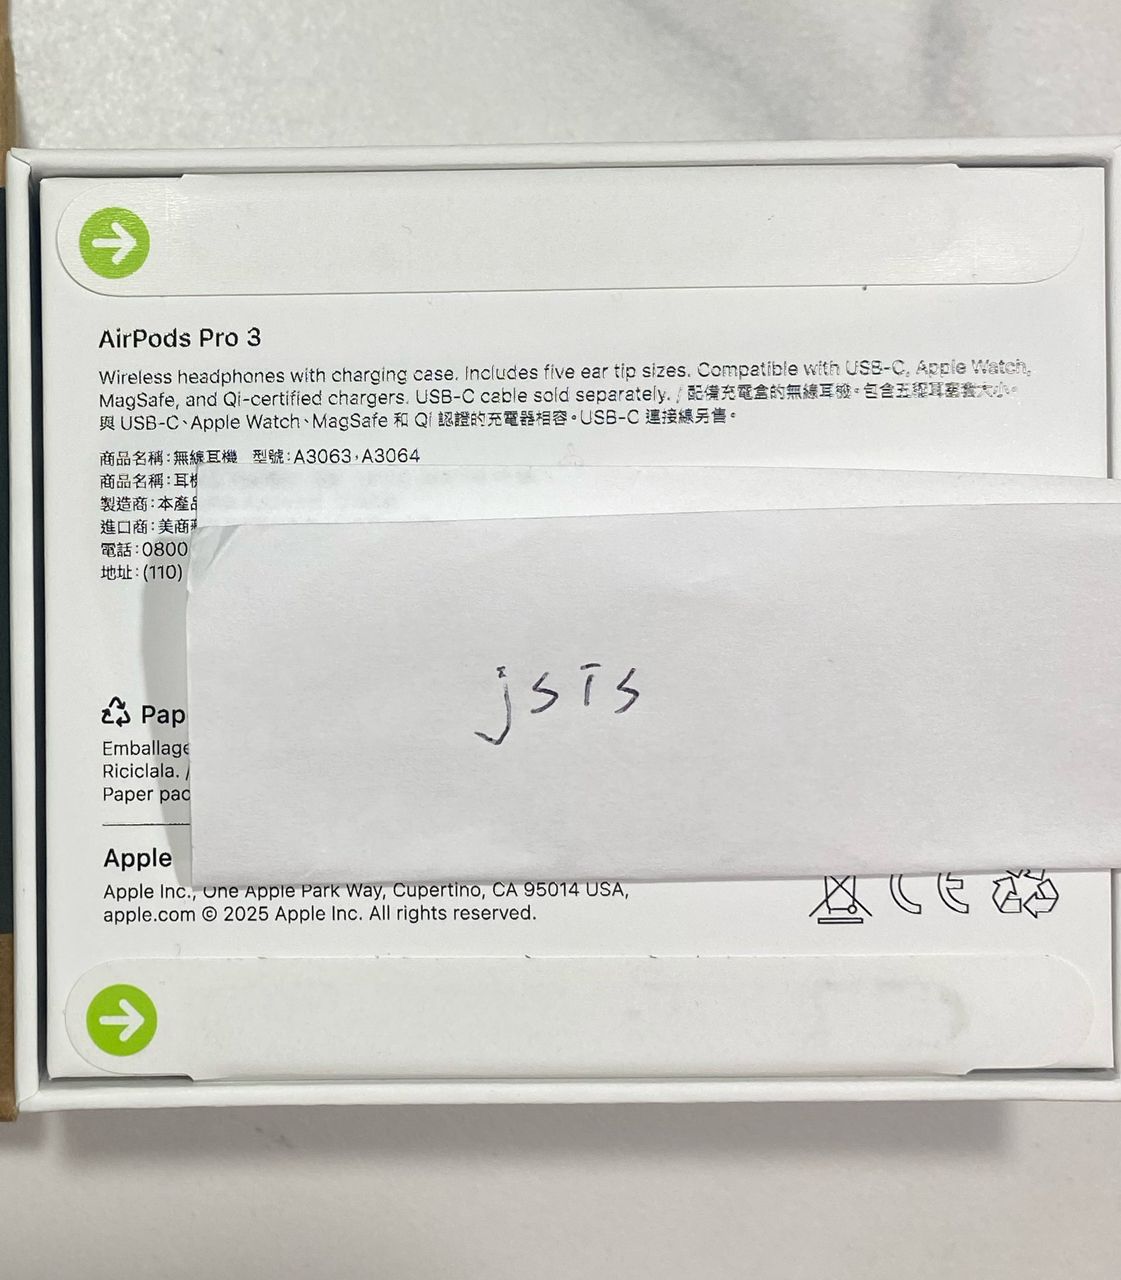 AirPods Pro 3
Wireless headphones with charging case. Includes five ear tip sizes. Compatible with USB-C, Apple Watch,
MagSafe, and Qi-certified chargers. USB-C cable sold separately. / 配備充電盒的無線耳機。包含五種耳塞套大小。
與 USB-C、Apple Watch、MagSafe 和 Qi 認證的充電器相容。USB-C 連接線另售。
商品名稱：無線耳機 型號：A3063，A3064
商品名稱：耳機
製造商：本產品
進口商：美商
電話：0800
地址：(110)
jsis
Pap
Emballage
Riciclala. /
Paper pac
Apple
Apple Inc., One Apple Park Way, Cupertino, CA 95014 USA,
apple.com © 2025 Apple Inc. All rights reserved.
CE